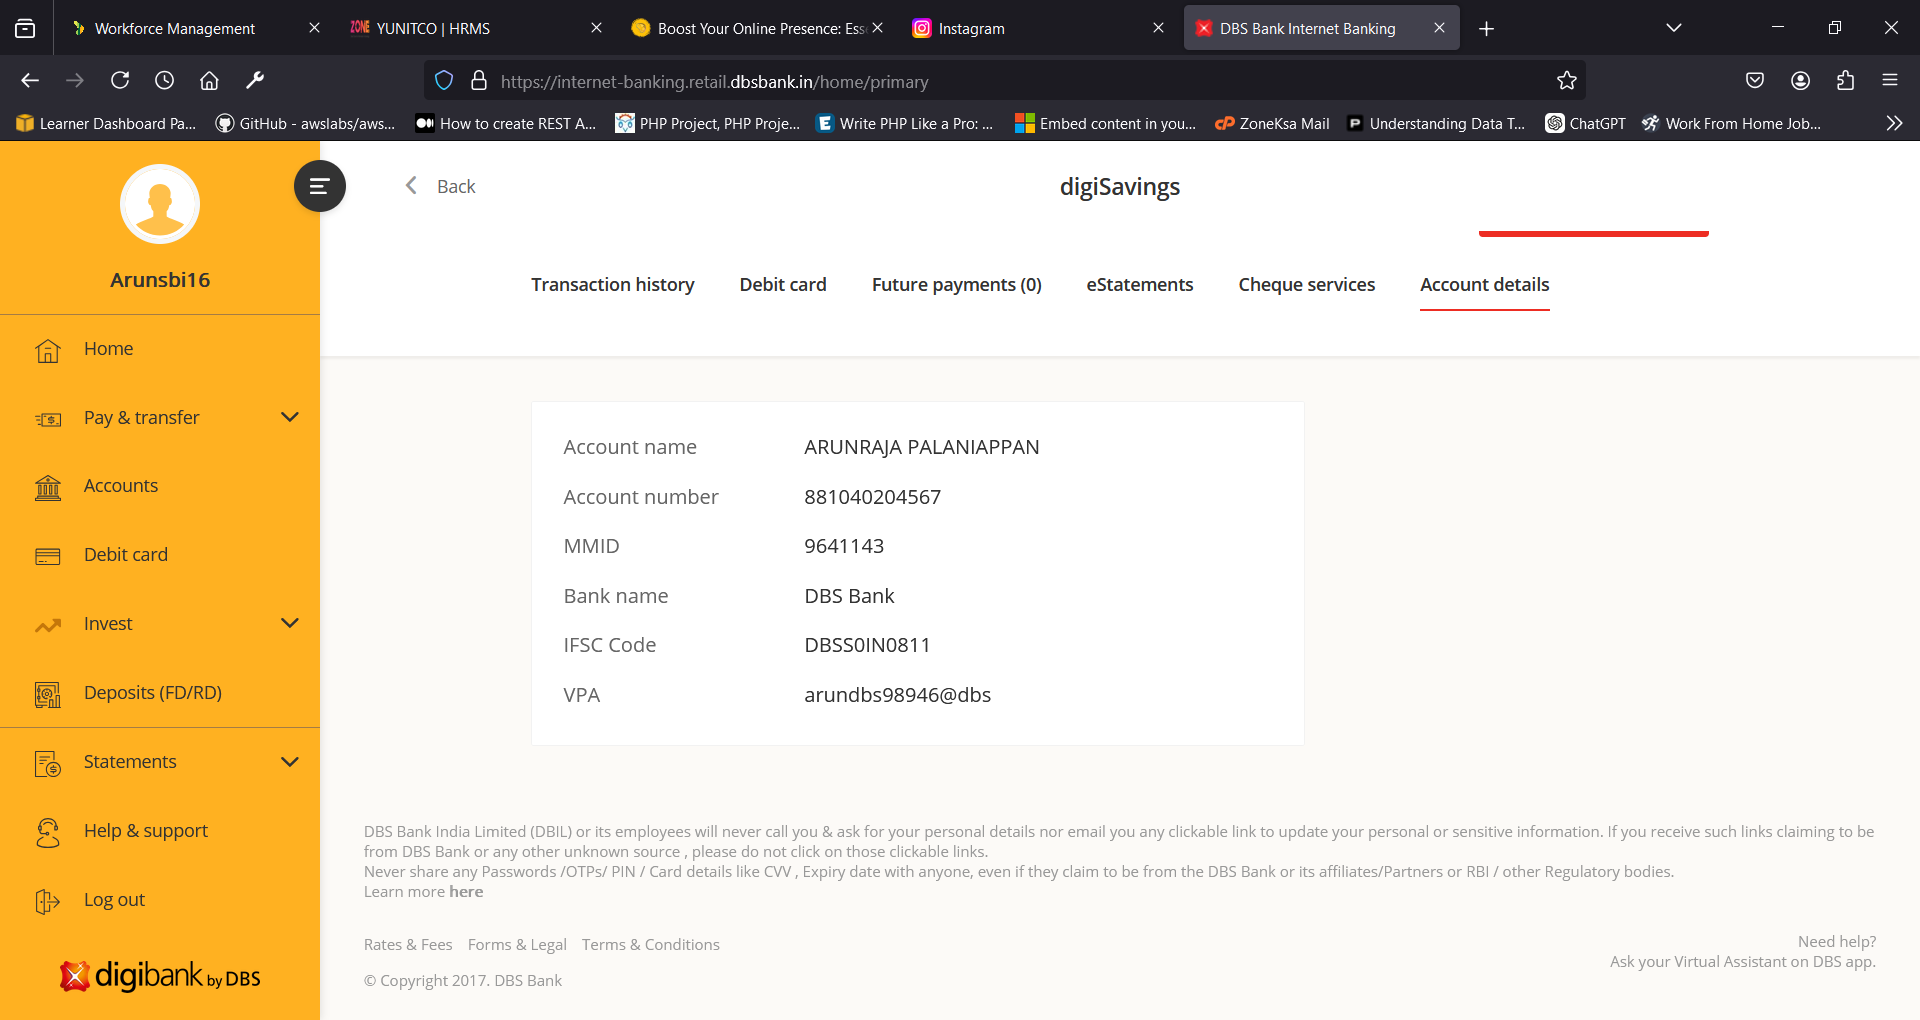 Workforce Management
YUNITCO | HRMS
Boost Your Online Presence: Ess
Instagram
DBS Bank Internet Banking
https://internet-banking.retail.dbsbank.in/home/primary
Learner Dashboard Pa...
GitHub - awslabs/aws...
How to create REST A...
PHP Project, PHP Proje...
Write PHP Like a Pro: ...
Embed content in you...
ZoneKsa Mail
Understanding Data T...
ChatGPT
Work From Home Job...
Arunsbi16
Home
Pay & transfer
Accounts
Debit card
Invest
Deposits (FD/RD)
Statements
Help & support
Log out
digibank by DBS
Back
digiSavings
Transaction history
Debit card
Future payments (0)
eStatements
Cheque services
Account details
Account name ARUNRAJA PALANIAPPAN
Account number 881040204567
MMID 9641143
Bank name DBS Bank
IFSC Code DBSS0IN0811
VPA arundbs98946@dbs
DBS Bank India Limited (DBIL) or its employees will never call you & ask for your personal details nor email you any clickable link to update your personal or sensitive information. If you receive such links claiming to be
from DBS Bank or any other unknown source , please do not click on those clickable links.
Never share any Passwords /OTPs/ PIN / Card details like CVV , Expiry date with anyone, even if they claim to be from the DBS Bank or its affiliates/Partners or RBI / other Regulatory bodies.
Learn more here
Rates & Fees Forms & Legal Terms & Conditions
© Copyright 2017. DBS Bank
Need help?
Ask your Virtual Assistant on DBS app.